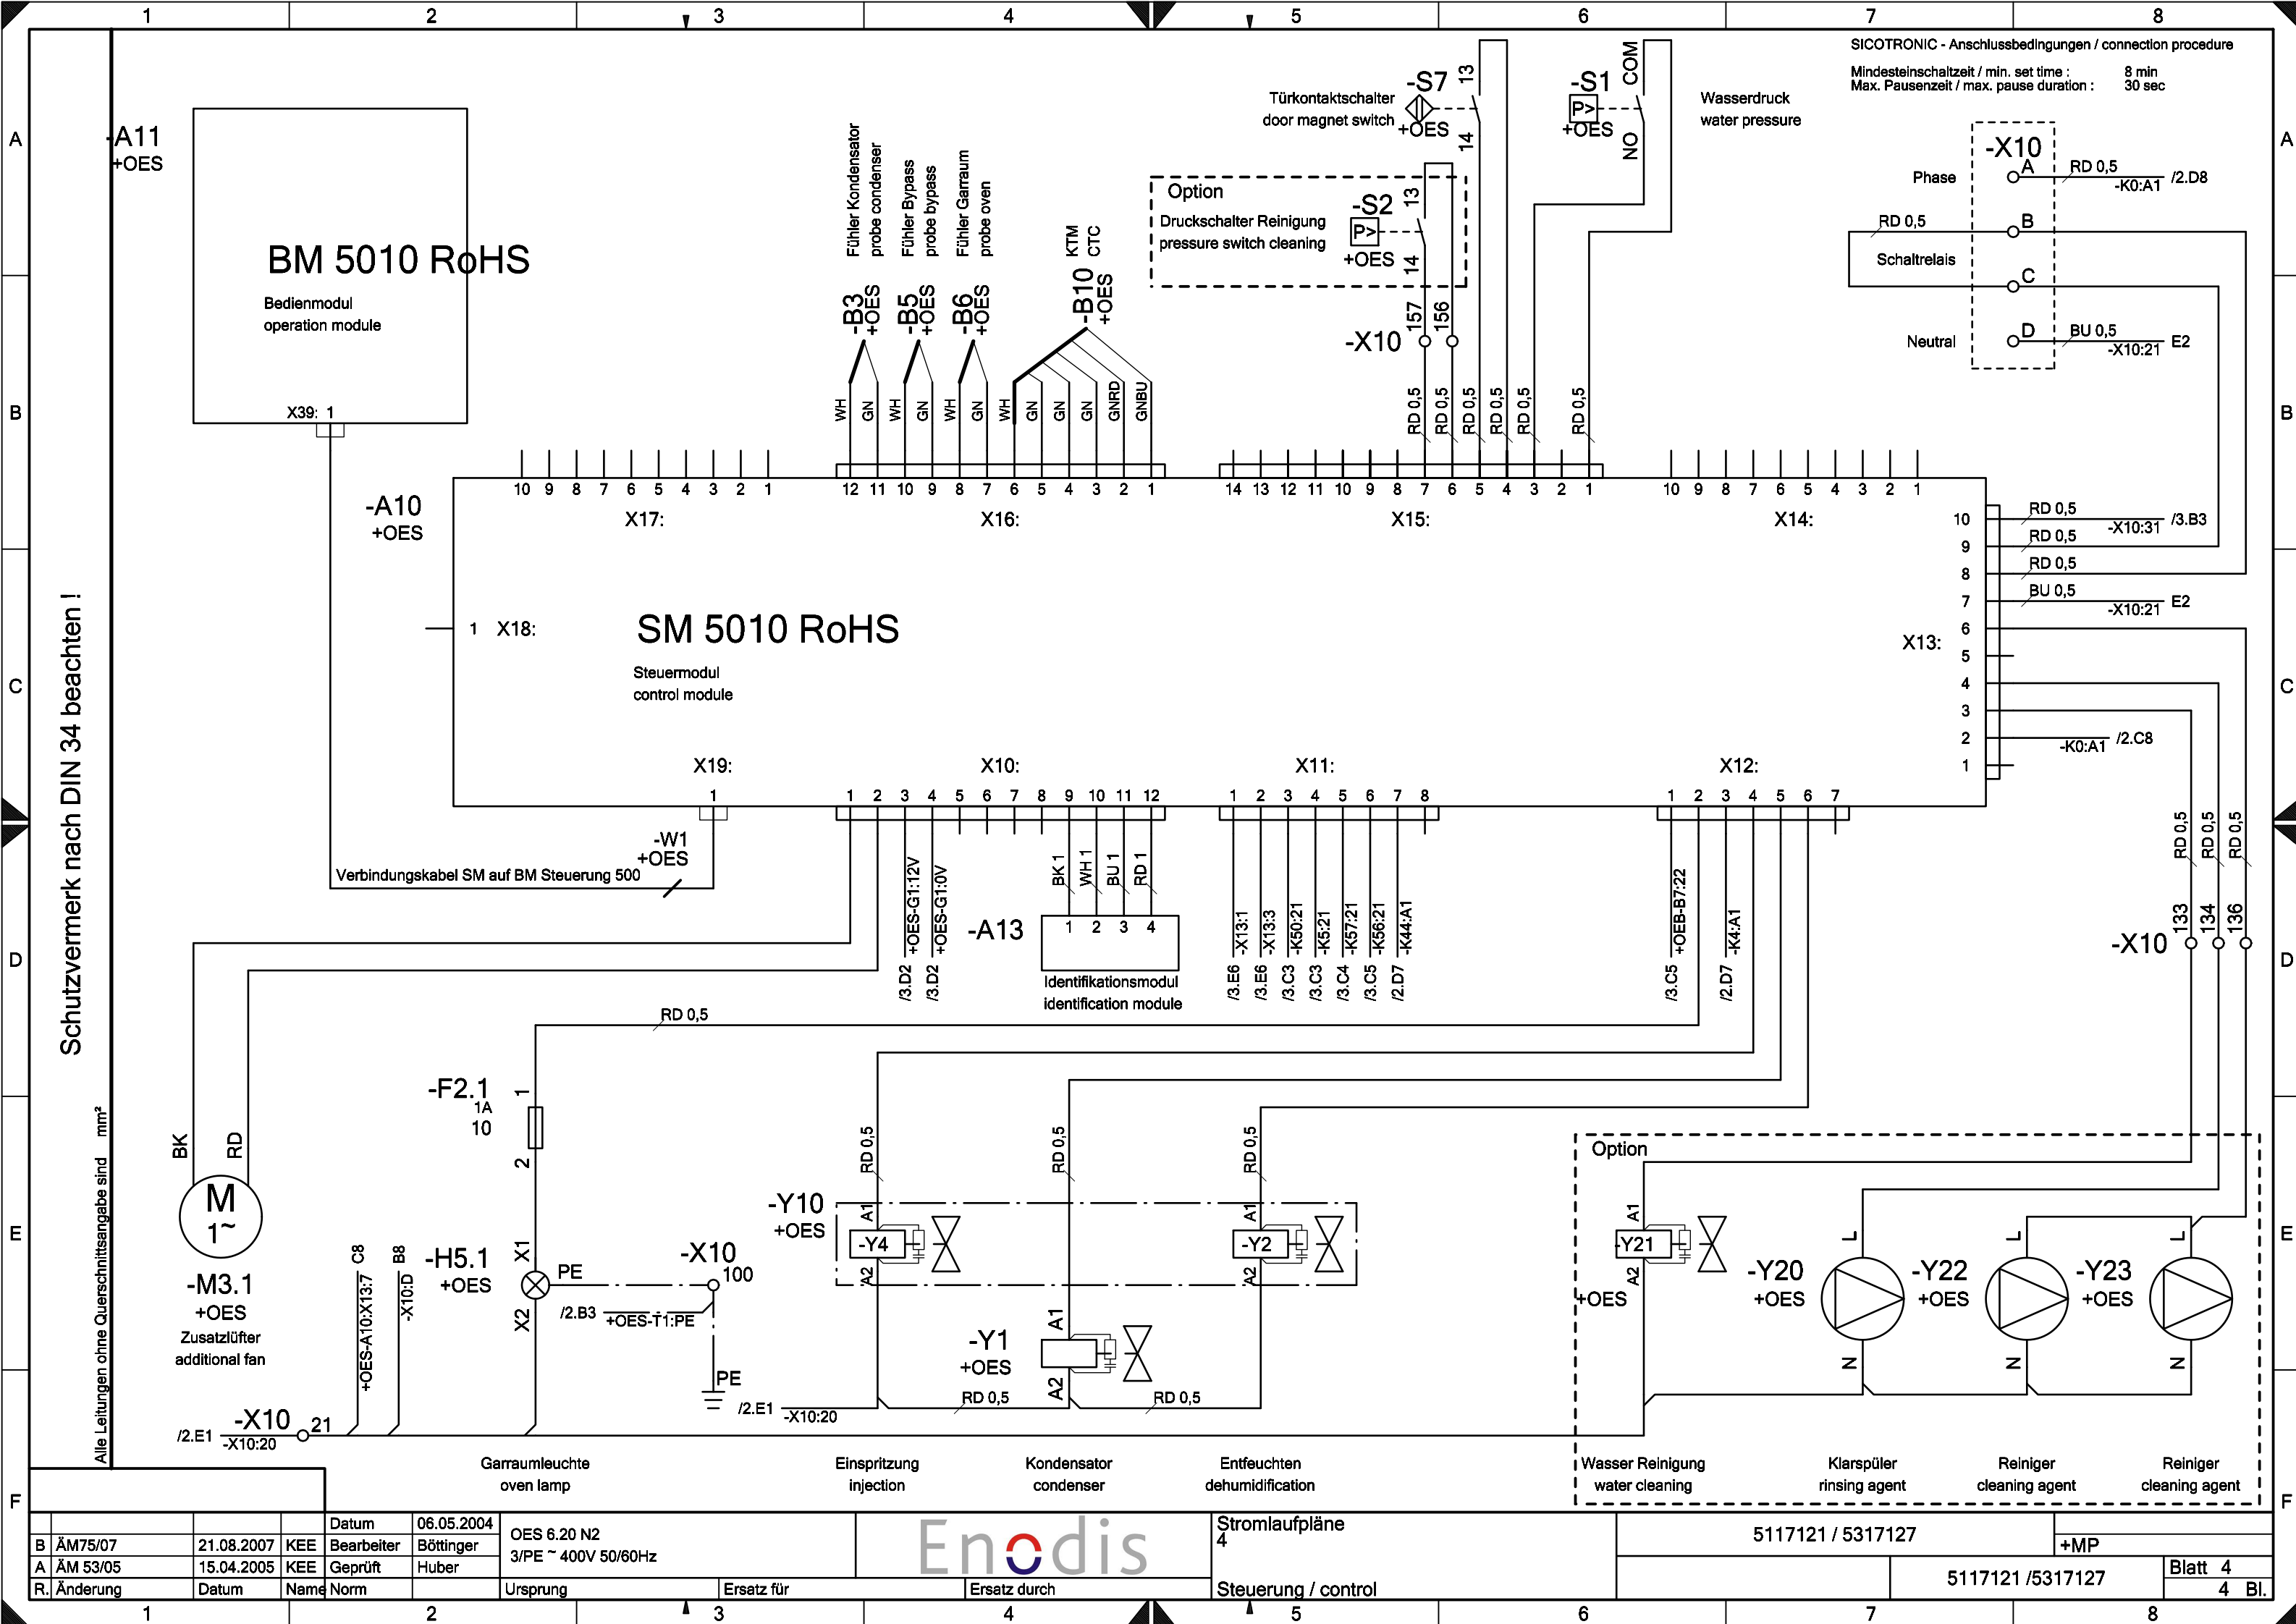 1 2 3 4 5 6 7 8
A
B
C
D
E
F
Schutzvermerk nach DIN 34 beachten !
Alle Leitungen ohne Querschnittsangabe sind mm²
-A11
+OES
BM 5010 RoHS
Bedienmodul
operation module
X39: 1
Fühler Kondensator
probe condenser
Fühler Bypass
probe bypass
Fühler Garraum
probe oven
KTM
CTC
-B3
+OES
-B5
+OES
-B6
+OES
-B10
+OES
WH GN WH GN WH GN WH GN GN GN GNRD GNBU
Türkontaktschalter
door magnet switch
-S7
+OES
13
14
-S1
+OES
P>
COM
NO
Wasserdruck
water pressure
Option
Druckschalter Reinigung
pressure switch cleaning
-S2
P>
+OES
13
14
-X10
157
156
RD 0,5 RD 0,5 RD 0,5 RD 0,5 RD 0,5 RD 0,5
SICOTRONIC - Anschlussbedingungen / connection procedure
Mindesteinschaltzeit / min. set time : 8 min
Max. Pausenzeit / max. pause duration : 30 sec
-X10
Phase A RD 0,5 -K0:A1 /2.D8
RD 0,5 B
Schaltrelais
C
Neutral D BU 0,5 -X10:21 E2
-A10
+OES
10 9 8 7 6 5 4 3 2 1
X17:
12 11 10 9 8 7 6 5 4 3 2 1
X16:
14 13 12 11 10 9 8 7 6 5 4 3 2 1
X15:
10 9 8 7 6 5 4 3 2 1
X14:
1 X18:
SM 5010 RoHS
Steuermodul
control module
X13:
10 RD 0,5 -X10:31 /3.B3
9 RD 0,5
8 RD 0,5
7 BU 0,5 -X10:21 E2
6
5
4
3
2 -K0:A1 /2.C8
1
X19:
1
X10:
1 2 3 4 5 6 7 8 9 10 11 12
X11:
1 2 3 4 5 6 7 8
X12:
1 2 3 4 5 6 7
-W1
+OES
Verbindungskabel SM auf BM Steuerung 500
/3.D2 +OES-G1:12V
/3.D2 +OES-G1:0V
BK 1 WH 1 BU 1 RD 1
-A13
1 2 3 4
Identifikationsmodul
identification module
/3.E6 -X13:1
/3.E6 -X13:3
/3.C3 -K50:21
/3.C3 -K5:21
/3.C4 -K57:21
/3.C5 -K56:21
/2.D7 -K44:A1
/3.C5 +OEB-B7:22
/2.D7 -K4:A1
RD 0,5 RD 0,5 RD 0,5
-X10
133 134 136
RD 0,5
-F2.1
1A
10
1
2
BK
RD
M
1~
-M3.1
+OES
Zusatzlüfter
additional fan
C8
+OES-A10:X13:7
B8
-X10:D
-H5.1
+OES
X1
X2
PE
-X10
100
/2.B3 +OES-T1:PE
PE
RD 0,5 RD 0,5 RD 0,5
-Y10
+OES
-Y4
A1
A2
-Y2
A1
A2
-Y1
+OES
A1
A2
/2.E1 -X10:20
RD 0,5
RD 0,5
/2.E1 -X10:20
-X10
21
Option
-Y21
A1
A2
+OES
-Y20
+OES
L
N
-Y22
+OES
L
N
-Y23
+OES
L
N
Garraumleuchte
oven lamp
Einspritzung
injection
Kondensator
condenser
Entfeuchten
dehumidification
Wasser Reinigung
water cleaning
Klarspüler
rinsing agent
Reiniger
cleaning agent
Reiniger
cleaning agent
Datum 06.05.2004
B ÄM75/07 21.08.2007 KEE Bearbeiter Böttinger
A ÄM 53/05 15.04.2005 KEE Geprüft Huber
R. Änderung Datum Name Norm
OES 6.20 N2
3/PE ~ 400V 50/60Hz
Ursprung Ersatz für Ersatz durch
Enodis
Stromlaufpläne
4
Steuerung / control
5117121 / 5317127
+MP
5117121 /5317127
Blatt 4
4 Bl.
1 2 3 4 5 6 7 8
A
B
C
D
E
F